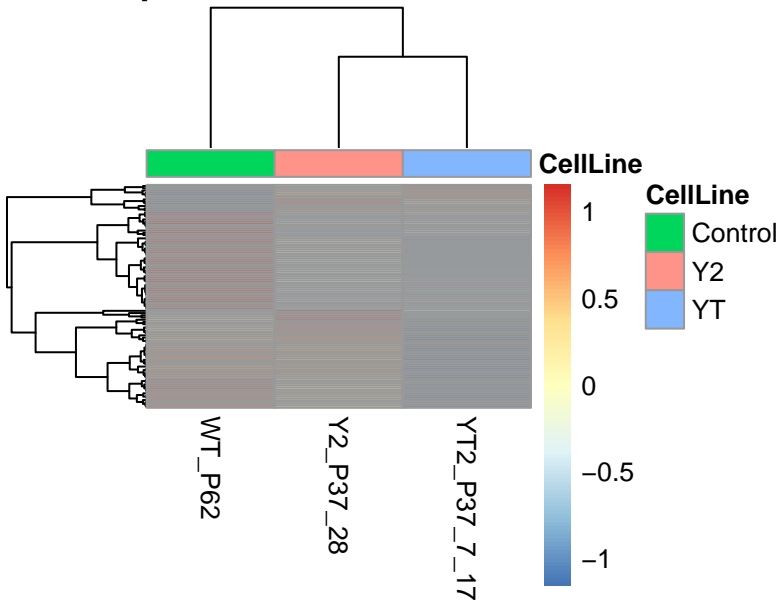 CellLine
1
0.5
0
−0.5
−1
CellLine
Control
Y2
YT
WT_P62
Y2_P37_28
YT2_P37_7_17